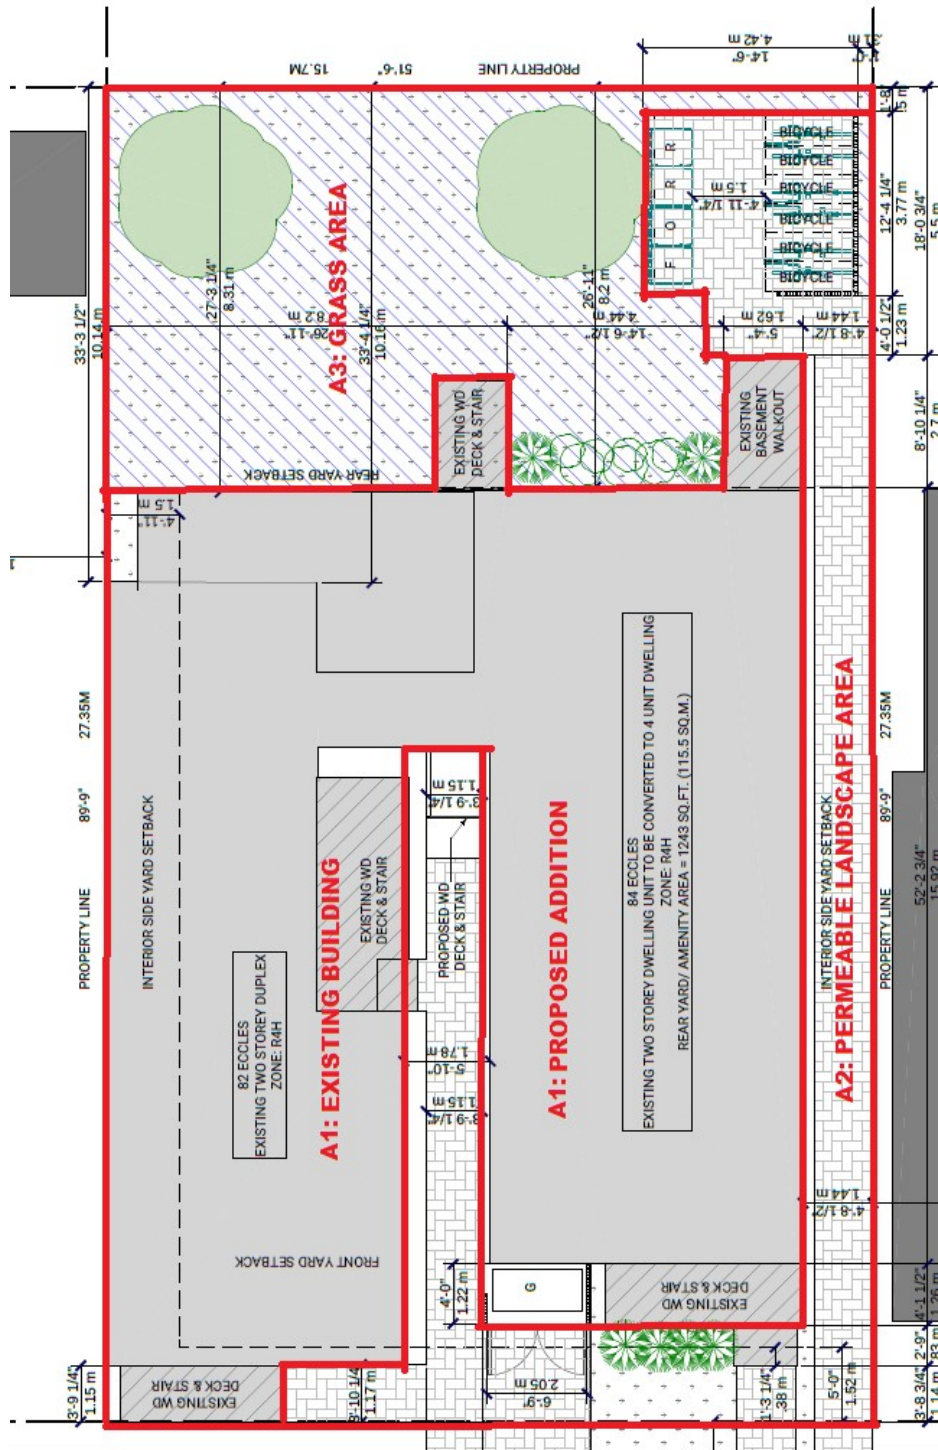 4.42 m
14'-6"
15.7M
51'-6"
PROPERTY LINE
F
O
R
R
BICYCLE
BICYCLE
BICYCLE
BICYCLE
BICYCLE
BICYCLE
1.5 m
4'-11 1/4"
12'-4 1/4"
3.77 m
18'-0 3/4"
5.5 m
A3: GRASS AREA
27'-3 1/4"
8.31 m
26'-11"
8.2 m
33'-3 1/2"
10.14 m
8.2 m
26'-11"
33'-4 1/4"
10.16 m
4.44 m
14'-6 1/2"
1.62 m
5'-4"
1.44 m
4'-8 1/2"
4'-0 1/2"
1.23 m
EXISTING WD
DECK & STAIR
EXISTING
BASEMENT
WALKOUT
8'-10 1/4"
2.7 m
REAR YARD SETBACK
1.5 m
4'-11"
PROPERTY LINE
89'-9"
27.35M
INTERIOR SIDE YARD SETBACK
82 ECCLES
EXISTING TWO STOREY DUPLEX
ZONE: R4H
A1: EXISTING BUILDING
EXISTING WD
DECK & STAIR
PROPOSED WD
DECK & STAIR
1.15 m
3'-9 1/4"
1.78 m
5'-10"
1.15 m
3'-9 1/4"
A1: PROPOSED ADDITION
84 ECCLES
EXISTING TWO STOREY DWELLING UNIT TO BE CONVERTED TO 4 UNIT DWELLING
ZONE: R4H
REAR YARD/ AMENITY AREA = 1243 SQ.FT. (115.5 SQ.M.)
INTERIOR SIDE YARD SETBACK
A2: PERMEABLE LANDSCAPE AREA
PROPERTY LINE
89'-9"
27.35M
52'-2 3/4"
15.92 m
1.44 m
4'-8 1/2"
FRONT YARD SETBACK
4'-0"
1.22 m
G
EXISTING WD
DECK & STAIR
4'-1 1/2"
1.26 m
2'-9"
3'-9 1/4"
1.15 m
EXISTING WD
DECK & STAIR
1.17 m
2.05 m
6'-9"
5'-0"
1.52 m
3'-8 3/4"
1.14 m